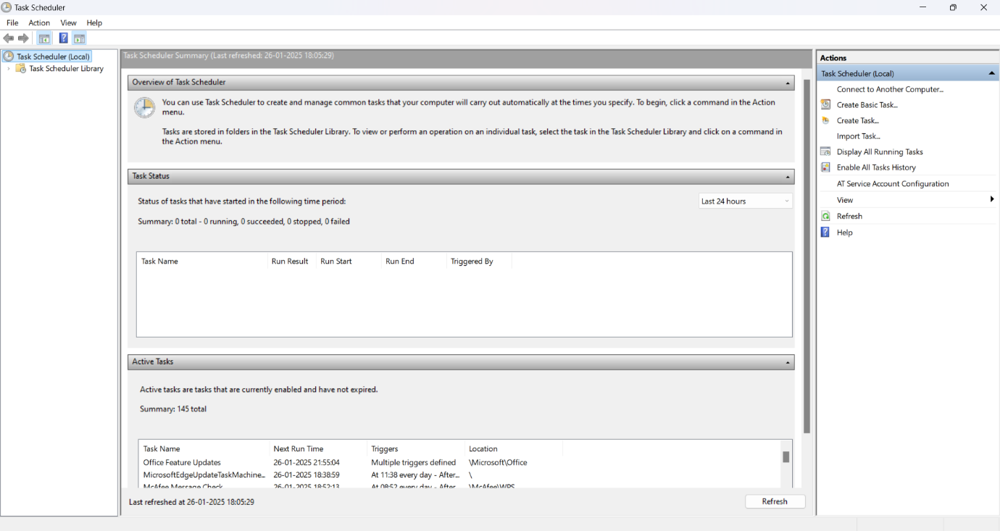 Task Scheduler
File Action View Help
Task Scheduler (Local)
Task Scheduler Library
Task Scheduler Summary (Last refreshed: 26-01-2025 18:05:29)
Overview of Task Scheduler
You can use Task Scheduler to create and manage common tasks that your computer will carry out automatically at the times you specify. To begin, click a command in the Action
menu.
Tasks are stored in folders in the Task Scheduler Library. To view or perform an operation on an individual task, select the task in the Task Scheduler Library and click on a command in
the Action menu.
Task Status
Status of tasks that have started in the following time period:
Last 24 hours
Summary: 0 total - 0 running, 0 succeeded, 0 stopped, 0 failed
Task Name Run Result Run Start Run End Triggered By
Active Tasks
Active tasks are tasks that are currently enabled and have not expired.
Summary: 145 total
Task Name Next Run Time Triggers Location
Office Feature Updates 26-01-2025 21:55:04 Multiple triggers defined \Microsoft\Office
MicrosoftEdgeUpdateTaskMachine... 26-01-2025 18:38:59 At 11:38 every day - After... \
McAfee Message Check 26-01-2025 18:52:13 At 08:52 every day - After... \McAfee\WPS
Last refreshed at 26-01-2025 18:05:29
Refresh
Actions
Task Scheduler (Local)
Connect to Another Computer...
Create Basic Task...
Create Task...
Import Task...
Display All Running Tasks
Enable All Tasks History
AT Service Account Configuration
View
Refresh
Help